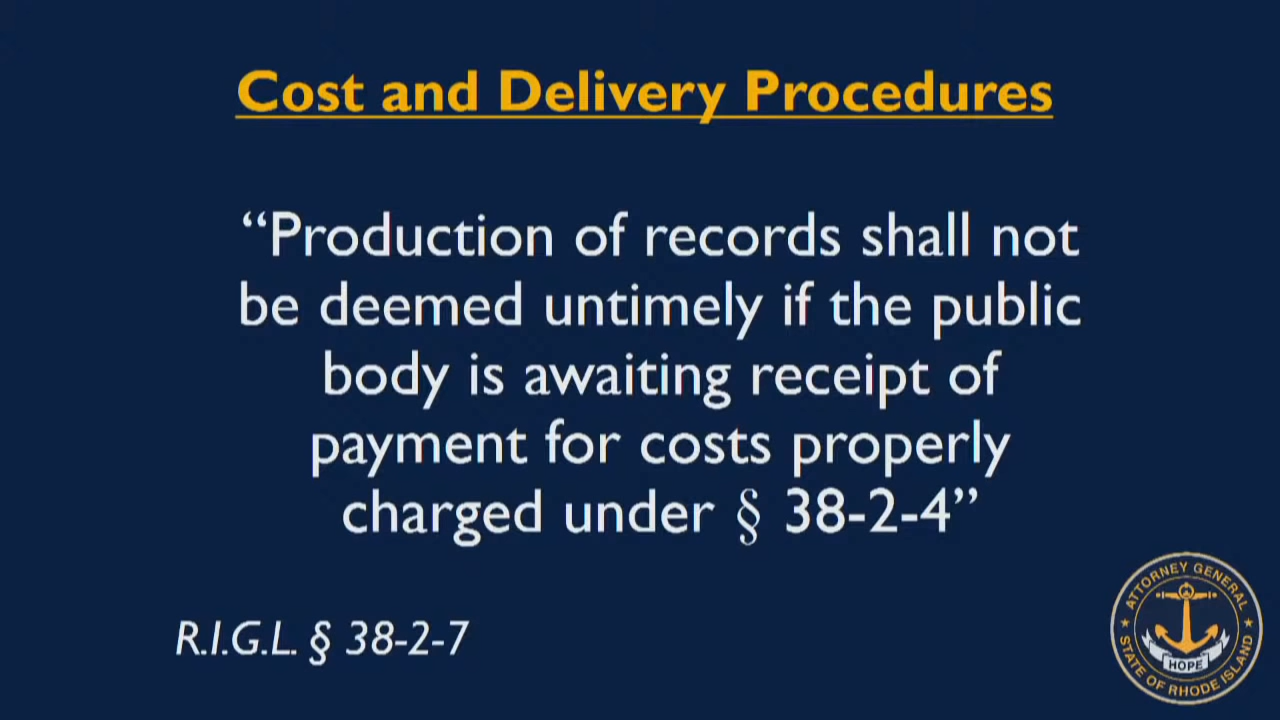 Cost and Delivery Procedures
“Production of records shall not
be deemed untimely if the public
body is awaiting receipt of
payment for costs properly
charged under § 38-2-4”
R.I.G.L. § 38-2-7
ATTORNEY GENERAL
HOPE
STATE OF RHODE ISLAND